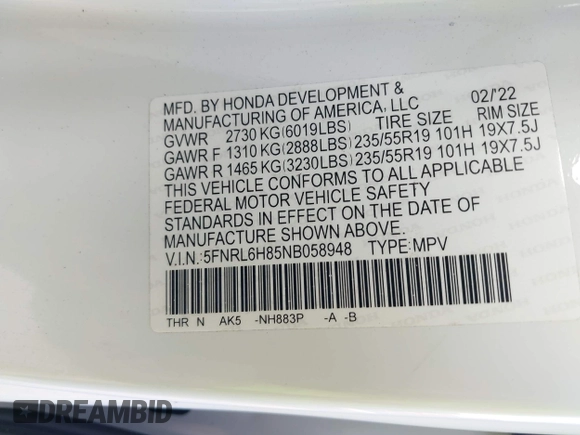 MFD. BY HONDA DEVELOPMENT &
MANUFACTURING OF AMERICA, LLC 02/'22
GVWR 2730 KG(6019LBS) TIRE SIZE RIM SIZE
GAWR F 1310 KG(2888LBS) 235/55R19 101H 19X7.5J
GAWR R 1465 KG(3230LBS) 235/55R19 101H 19X7.5J
THIS VEHICLE CONFORMS TO ALL APPLICABLE
FEDERAL MOTOR VEHICLE SAFETY
STANDARDS IN EFFECT ON THE DATE OF
MANUFACTURE SHOWN ABOVE.
V.I.N.:5FNRL6H85NB058948 TYPE:MPV
THR N AK5 -NH883P -A -B
DREAMBID